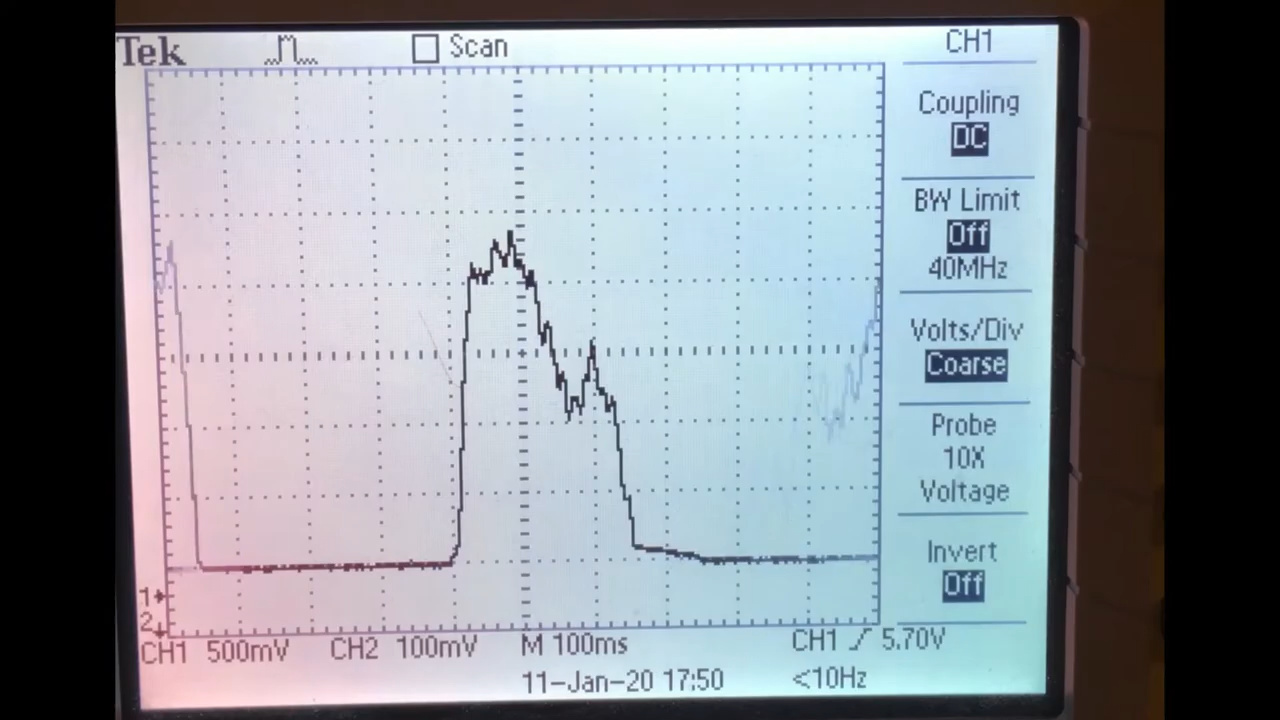 Tek Scan CH1
Coupling
DC
BW Limit
Off
40MHz
Volts/Div
Coarse
Probe
10X
Voltage
Invert
Off
1
2
CH1 500mV CH2 100mV M 100ms CH1 5.70V
11-Jan-20 17:50 <10Hz